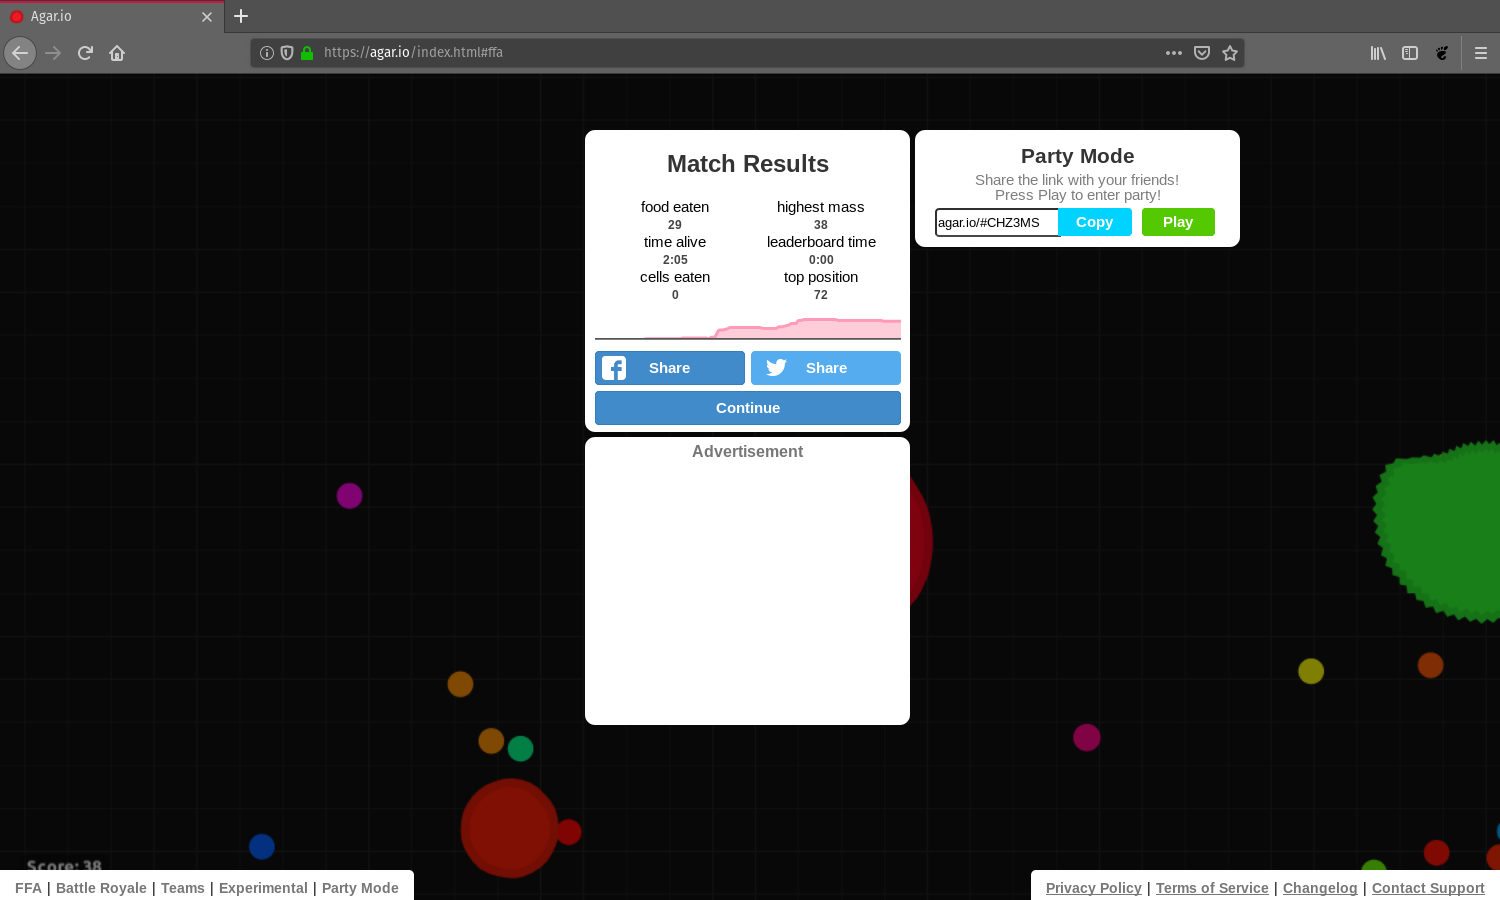 Agar.io
https://agar.io/index.html#ffa
Match Results
food eaten
29
highest mass
38
time alive
2:05
leaderboard time
0:00
cells eaten
0
top position
72
Share
Share
Continue
Advertisement
Party Mode
Share the link with your friends!
Press Play to enter party!
agar.io/#CHZ3MS
Copy
Play
Score: 38
FFA | Battle Royale | Teams | Experimental | Party Mode
Privacy Policy | Terms of Service | Changelog | Contact Support